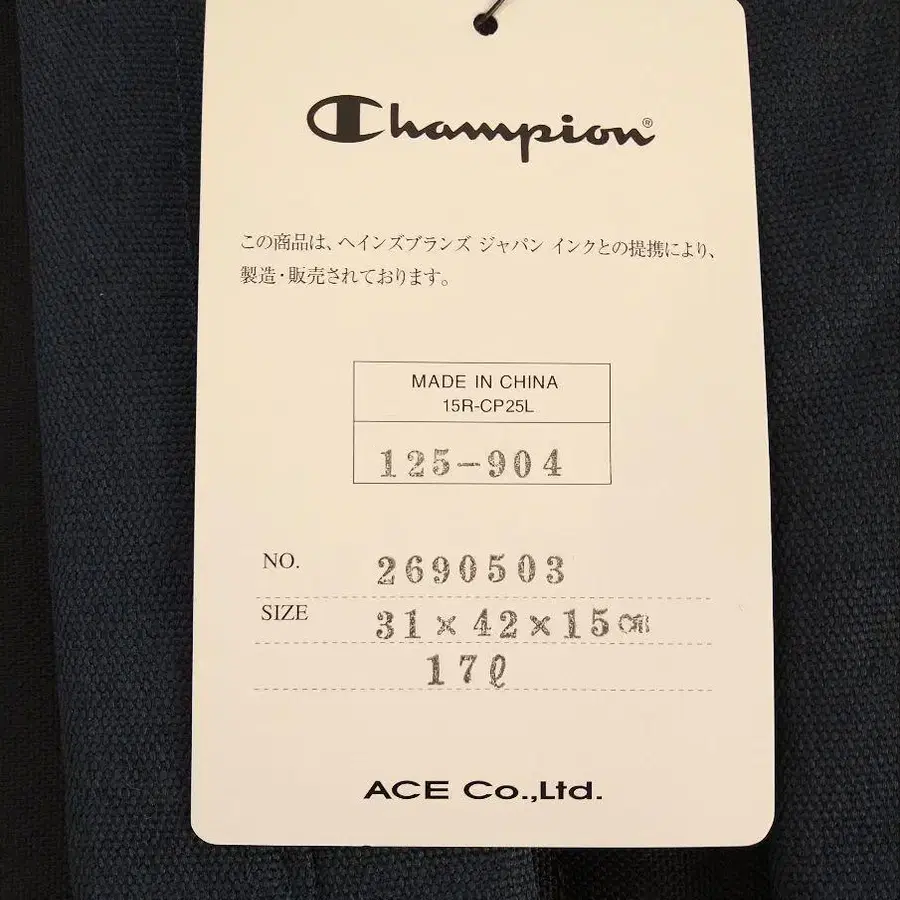 Champion®
この商品は、ヘインズブランズ ジャパン インクとの提携により、
製造・販売されております。
MADE IN CHINA
15R-CP25L
125-904
NO. 2690503
SIZE 31×42×15cm
17ℓ
ACE Co.,Ltd.